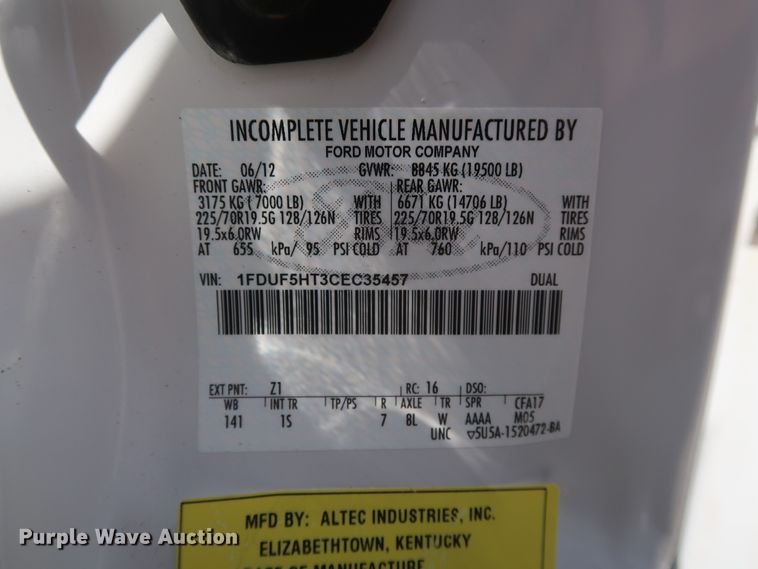 INCOMPLETE VEHICLE MANUFACTURED BY
FORD MOTOR COMPANY
DATE: 06/12 GVWR: 8845 KG (19500 LB)
FRONT GAWR: REAR GAWR:
3175 KG ( 7000 LB) WITH 6671 KG (14706 LB) WITH
225/70R19.5G 128/126N TIRES 225/70R19.5G 128/126N TIRES
19.5x6.0RW RIMS 19.5x6.0RW RIMS
AT 655 kPa/ 95 PSI COLD AT 760 kPa/110 PSI COLD
VIN: 1FDUF5HT3CEC35457 DUAL
EXT PNT: Z1 RC: 16 DSO:
WB INT TR TP/PS R AXLE TR SPR CFA17
141 1S 7 8L W AAAA M05
UNC ▽5U5A-1520472-BA
MFD BY: ALTEC INDUSTRIES, INC.
ELIZABETHTOWN, KENTUCKY
DATE OF MANUFACTURE
Purple Wave Auction